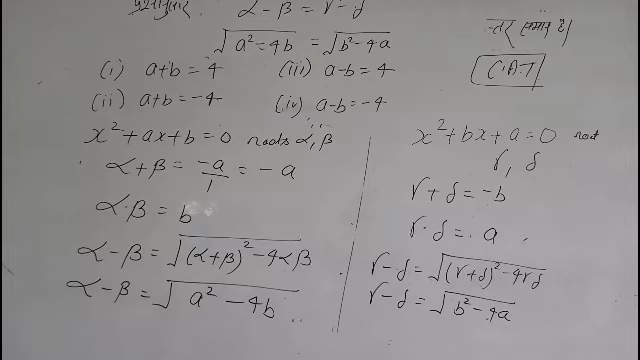 प्रश्नानुसार. α - β = γ - δ
√a² - 4b = √b² - 4a
(i) a+b = 4 (iii) a-b = 4
(ii) a+b = -4 (iv) a-b = -4
अन्तर समान है।
C.A.T
x² + ax + b = 0 roots α, β
α + β = -a/1 = -a
α·β = b
α - β = √(α+β)² - 4αβ
α - β = √a² - 4b
x² + bx + a = 0 root
γ, δ
γ + δ = -b
γ·δ = a
γ - δ = √(γ+δ)² - 4γδ
γ - δ = √b² - 4a